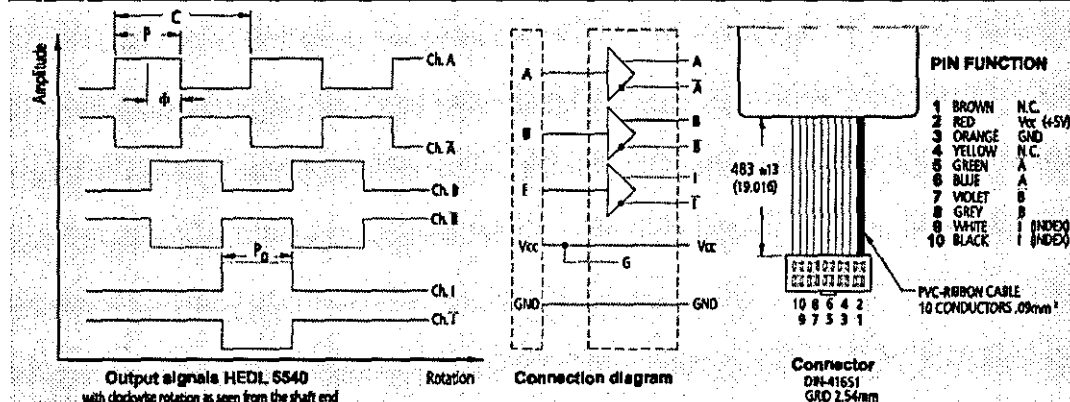 Amplitude
C
P
Φ
Ch. A
Ch. A̅
Ch. B
Ch. B̅
P₀
Ch. I
Ch. I̅
Rotation
Output signals HEDL 5540
with clockwise rotation as seen from the shaft end
A
A
A̅
B
B̅
I
I̅
Vcc
Vcc
G
GND
GND
Connection diagram
483 ±13
(19.016)
10 8 6 4 2
9 7 5 3 1
PVC-RIBBON CABLE
10 CONDUCTORS .09mm²
Connector
DIN-41651
GRID 2.54mm
PIN FUNCTION
1 BROWN N.C.
2 RED Vcc (+5V)
3 ORANGE GND
4 YELLOW N.C.
5 GREEN A̅
6 BLUE A
7 VIOLET B̅
8 GREY B
9 WHITE I̅ (INDEX)
10 BLACK I (INDEX)